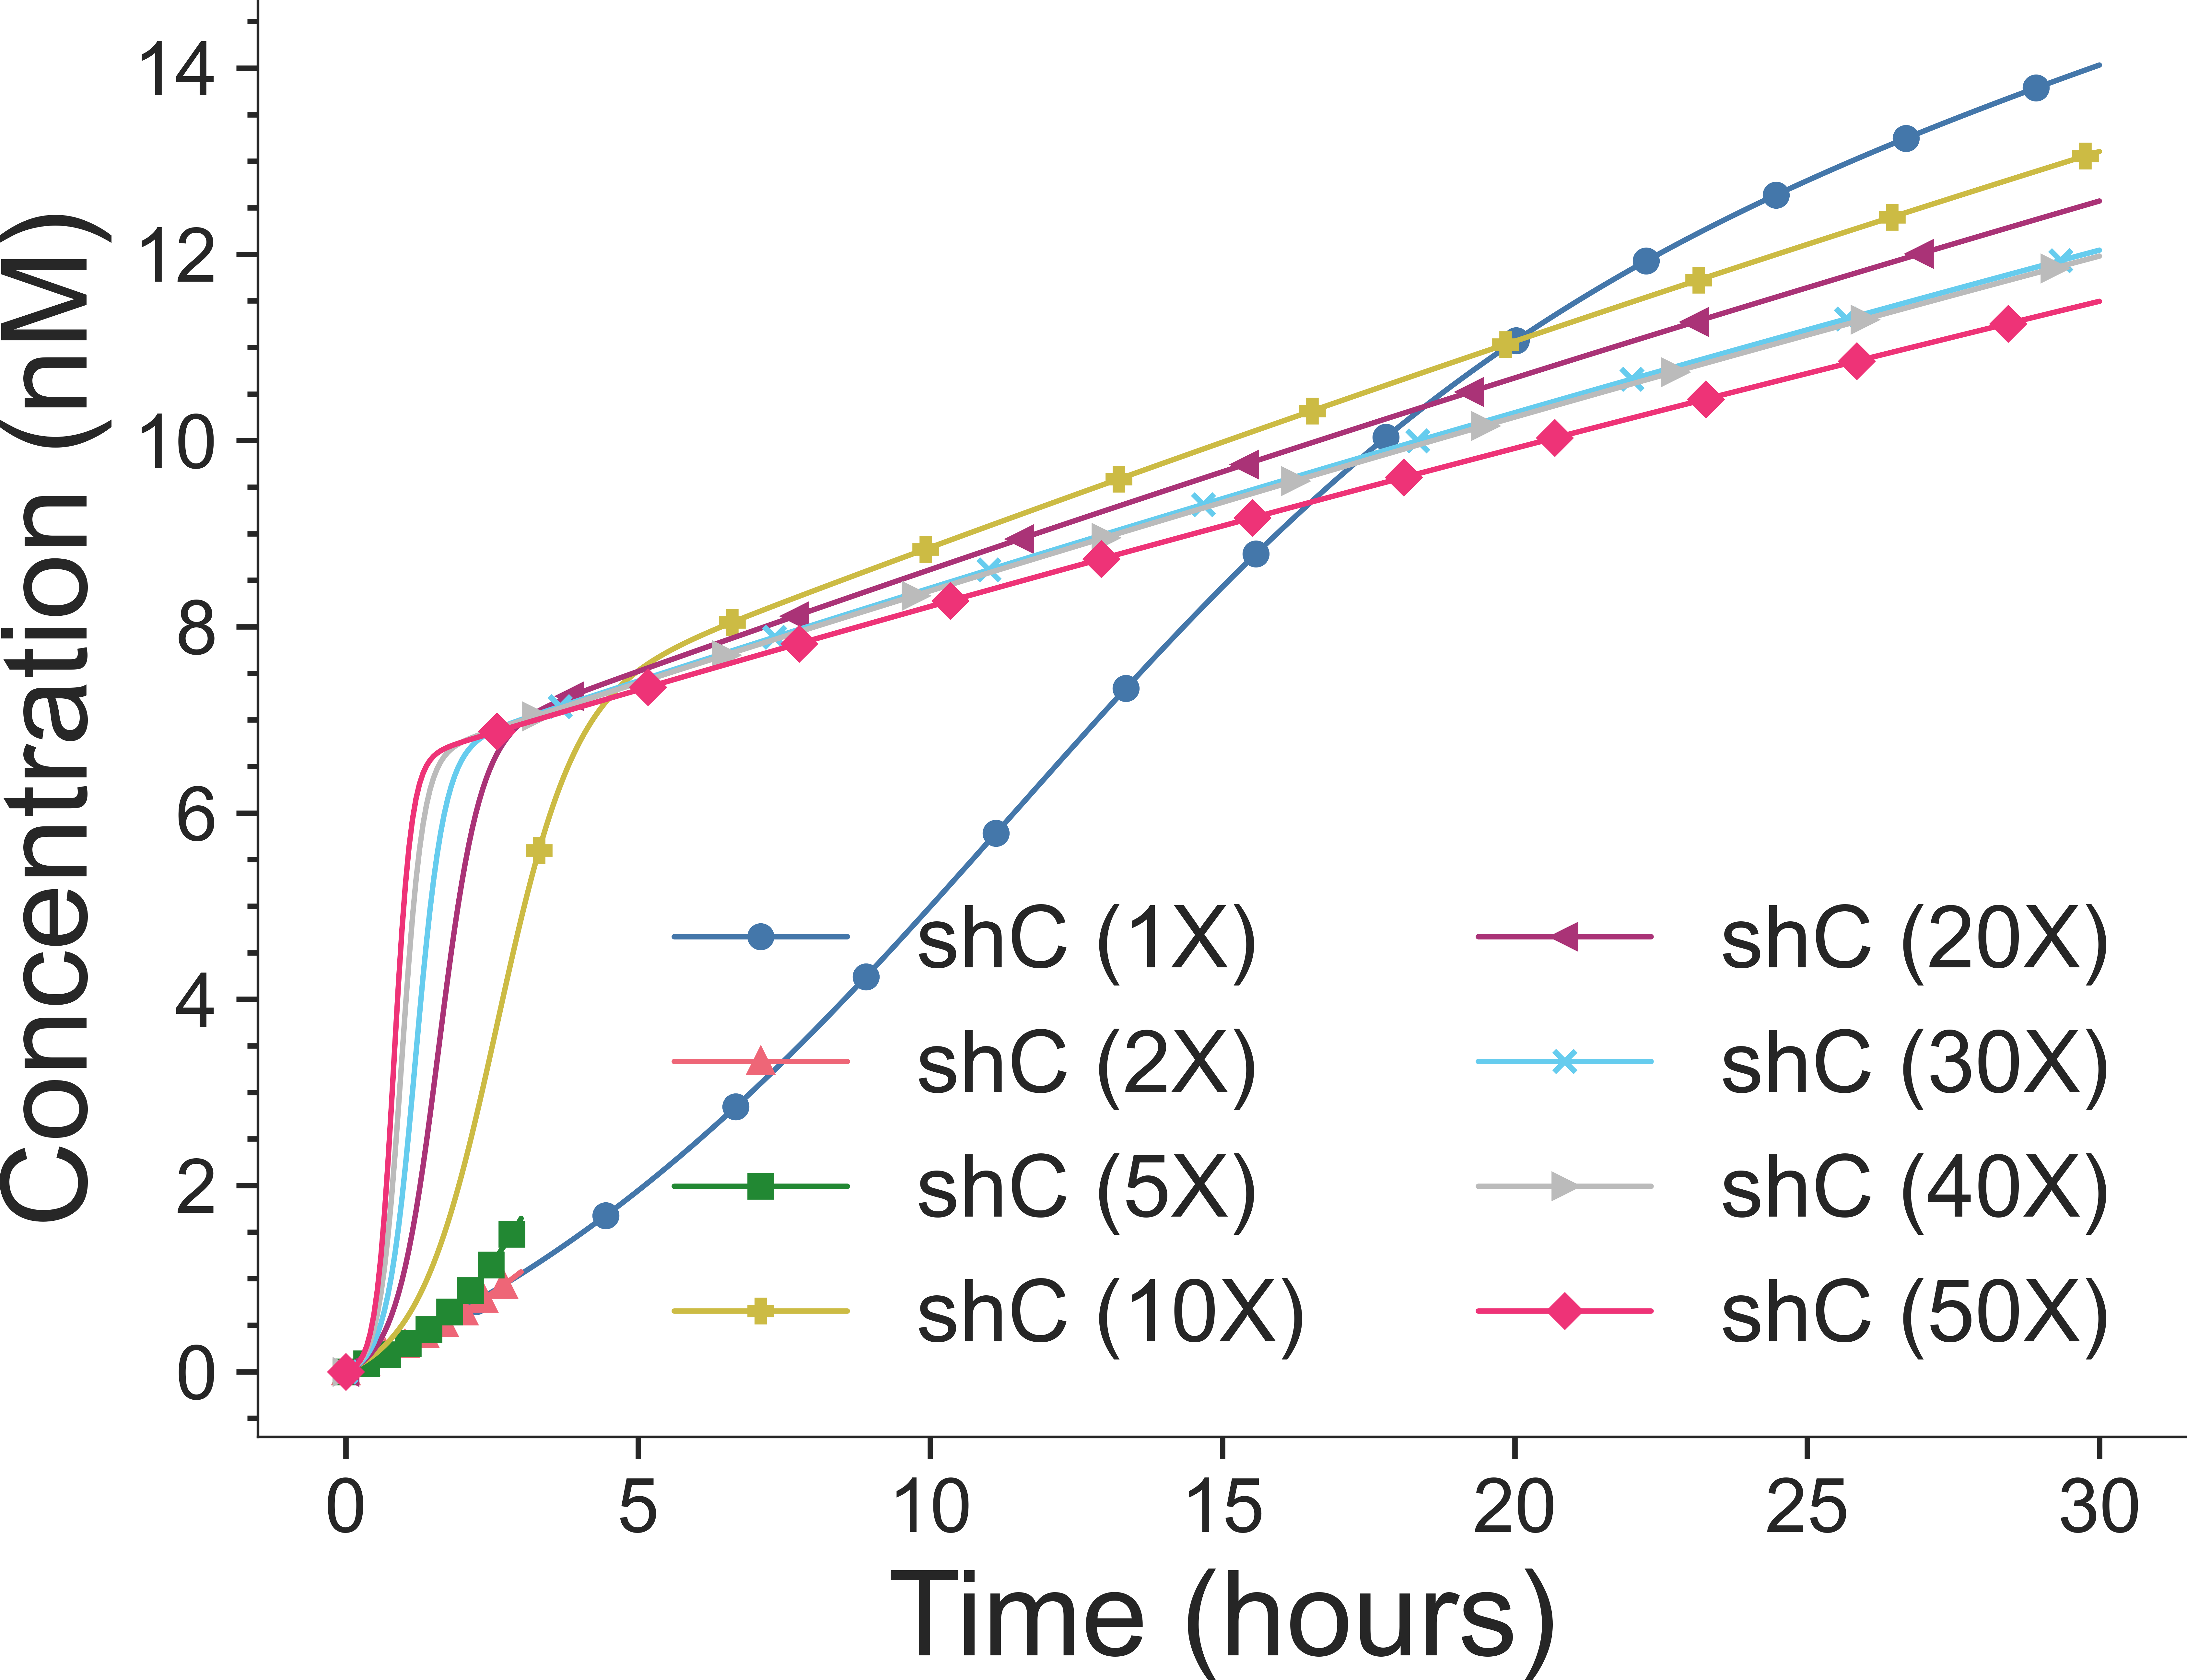 Concentration (nM)
14
12
10
8
6
4
2
0
shC (1X)
shC (2X)
shC (5X)
shC (10X)
shC (20X)
shC (30X)
shC (40X)
shC (50X)
0 5 10 15 20 25 30
Time (hours)